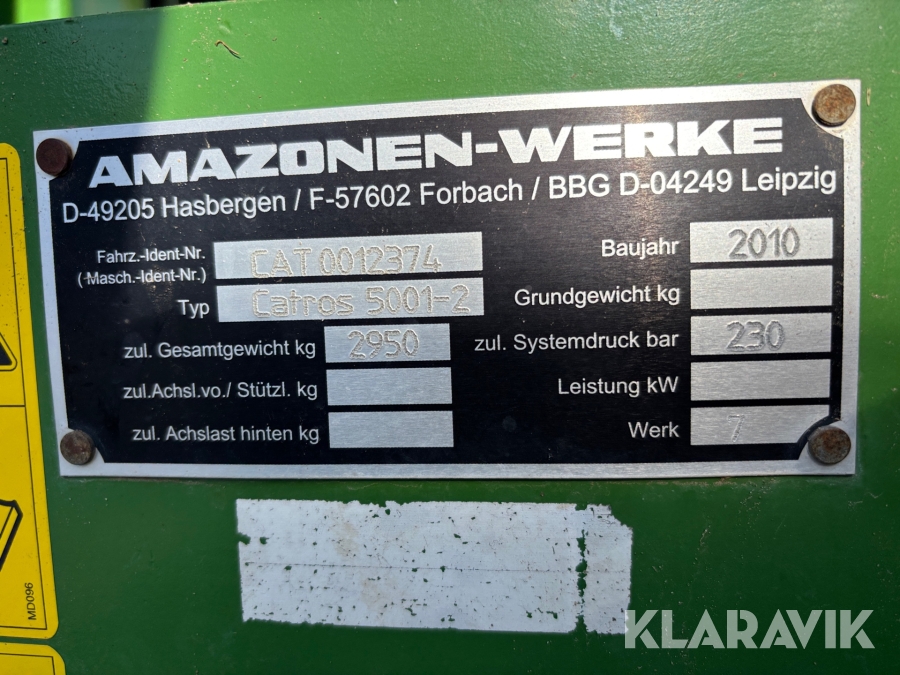 AMAZONEN-WERKE
D-49205 Hasbergen / F-57602 Forbach / BBG D-04249 Leipzig
Fahrz.-Ident-Nr.
(Masch.-Ident-Nr.) CAT0012374
Typ Catros 5001-2
zul. Gesamtgewicht kg 2950
zul.Achsl.vo./ Stützl. kg
zul. Achslast hinten kg
Baujahr 2010
Grundgewicht kg
zul. Systemdruck bar 230
Leistung kW
Werk 7
MD096
KLARAVIK